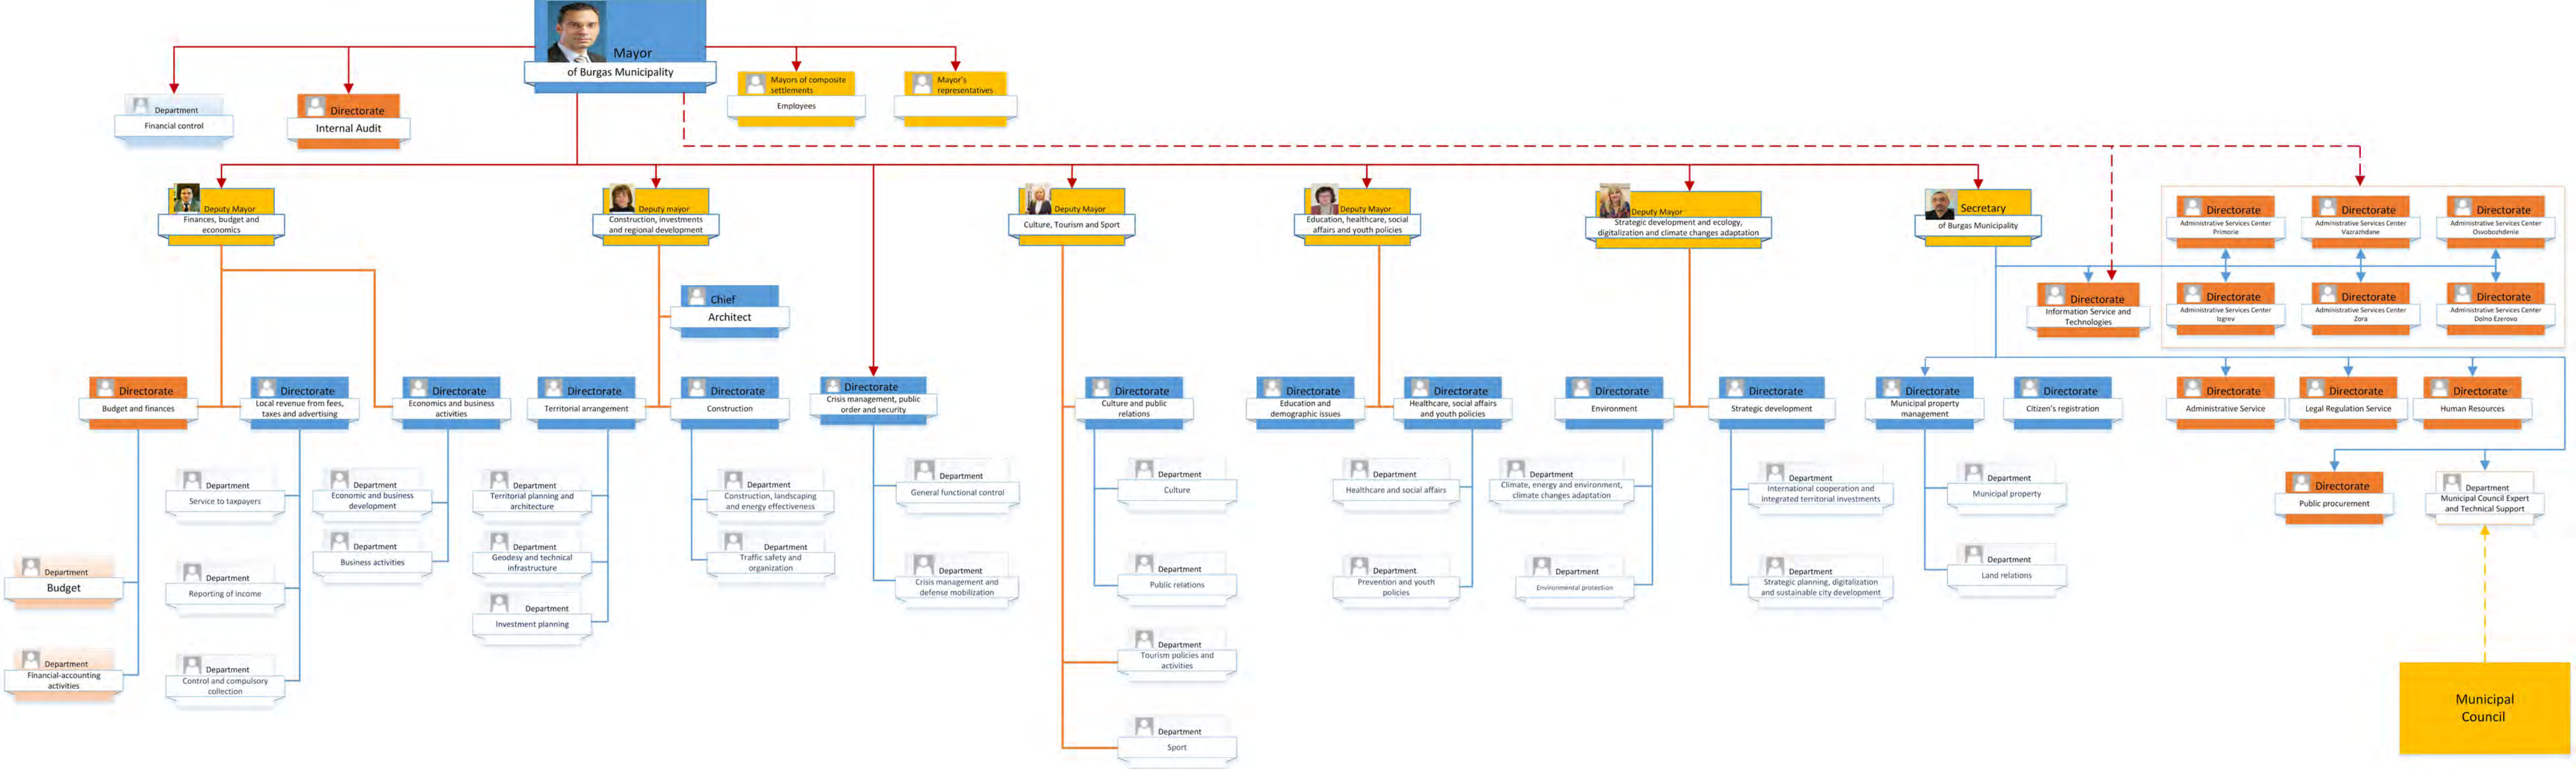 Mayor
of Burgas Municipality
Department
Financial control
Directorate
Internal Audit
Mayors of composite
settlements
Employees
Mayor's
representatives
Deputy Mayor
Finances, budget and
economics
Deputy mayor
Construction, investments
and regional development
Deputy Mayor
Culture, Tourism and Sport
Deputy Mayor
Education, healthcare, social
affairs and youth policies
Deputy Mayor
Strategic development and ecology,
digitalization and climate changes adaptation
Secretary
of Burgas Municipality
Directorate
Administrative Services Center
Primorie
Directorate
Administrative Services Center
Vazrazhdane
Directorate
Administrative Services Center
Osvobozhdenie
Chief
Architect
Directorate
Information Service and
Technologies
Directorate
Administrative Services Center
Izgrev
Directorate
Administrative Services Center
Zora
Directorate
Administrative Services Center
Dolno Ezerovo
Directorate
Budget and finances
Directorate
Local revenue from fees,
taxes and advertising
Directorate
Economics and business
activities
Directorate
Territorial arrangement
Directorate
Construction
Directorate
Crisis management, public
order and security
Directorate
Culture and public
relations
Directorate
Education and
demographic issues
Directorate
Healthcare, social affairs
and youth policies
Directorate
Environment
Directorate
Strategic development
Directorate
Municipal property
management
Directorate
Citizen's registration
Directorate
Administrative Service
Directorate
Legal Regulation Service
Directorate
Human Resources
Department
Service to taxpayers
Department
Economic and business
development
Department
Territorial planning and
architecture
Department
Construction, landscaping
and energy effectiveness
Department
General functional control
Department
Culture
Department
Healthcare and social affairs
Department
Climate, energy and environment,
climate changes adaptation
Department
International cooperation and
integrated territorial investments
Department
Municipal property
Directorate
Public procurement
Department
Municipal Council Expert
and Technical Support
Department
Budget
Department
Reporting of income
Department
Business activities
Department
Geodesy and technical
infrastructure
Department
Traffic safety and
organization
Department
Crisis management and
defense mobilization
Department
Public relations
Department
Prevention and youth
policies
Department
Environmental protection
Department
Strategic planning, digitalization
and sustainable city development
Department
Land relations
Department
Investment planning
Department
Financial-accounting
activities
Department
Control and compulsory
collection
Department
Tourism policies and
activities
Department
Sport
Municipal
Council